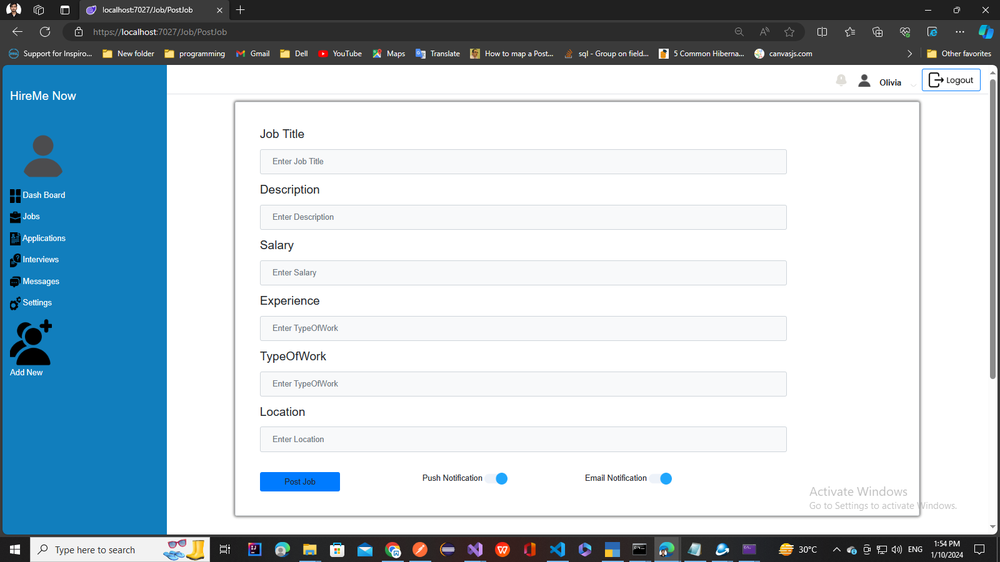 localhost:7027/Job/PostJob
https://localhost:7027/Job/PostJob
Support for Inspiro... New folder programming Gmail Dell YouTube Maps Translate How to map a Post... sql - Group on field... 5 Common Hiberna... canvasjs.com Other favorites
HireMe Now
Olivia
Logout
Dash Board
Jobs
Applications
Interviews
Messages
Settings
Add New
Job Title
Enter Job Title
Description
Enter Description
Salary
Enter Salary
Experience
Enter TypeOfWork
TypeOfWork
Enter TypeOfWork
Location
Enter Location
Post Job Push Notification Email Notification
Activate Windows
Go to Settings to activate Windows.
Type here to search
30°C
ENG
1:54 PM
1/10/2024